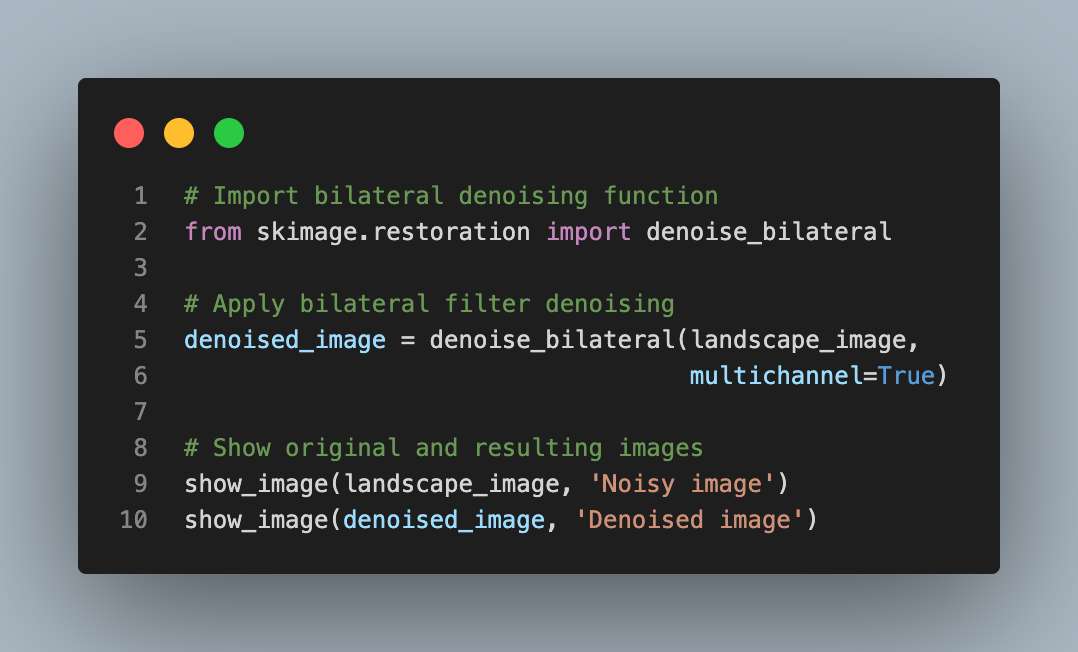 1 # Import bilateral denoising function
2 from skimage.restoration import denoise_bilateral
3
4 # Apply bilateral filter denoising
5 denoised_image = denoise_bilateral(landscape_image,
6                                    multichannel=True)
7
8 # Show original and resulting images
9 show_image(landscape_image, 'Noisy image')
10 show_image(denoised_image, 'Denoised image')